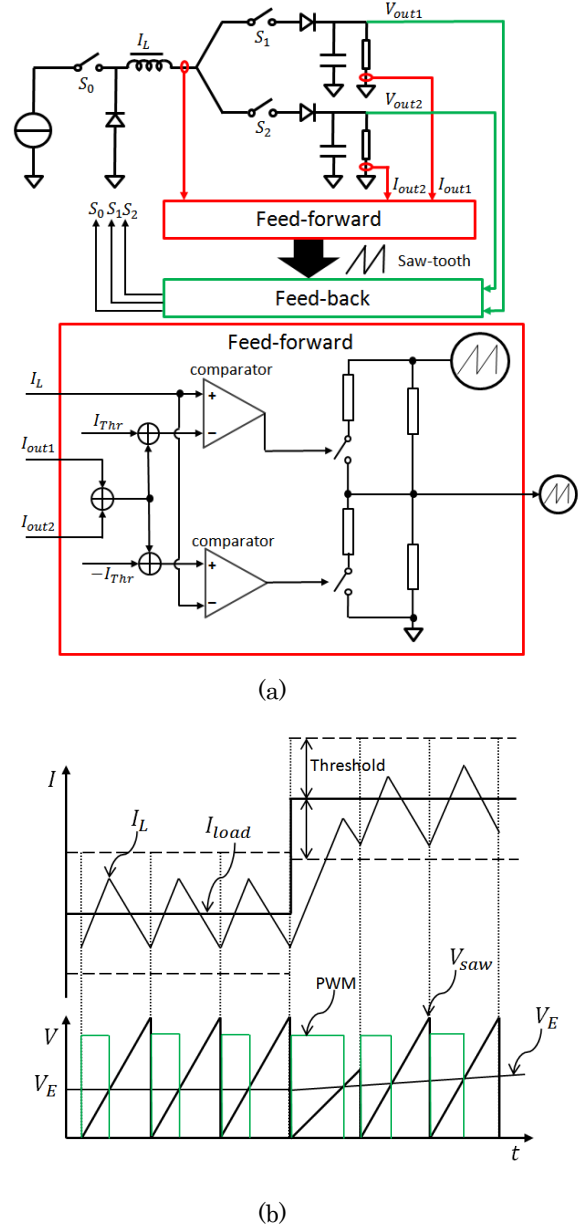 I_L
S_0
S_1
V_out1
S_2
V_out2
I_out2 I_out1
S_0 S_1 S_2
Feed-forward
Saw-tooth
Feed-back
Feed-forward
comparator
I_L
+
I_Thr
−
I_out1
I_out2
comparator
+
−I_Thr
−
(a)
I
Threshold
I_L
I_load
V_saw
PWM
V
V_E
V_E
t
(b)